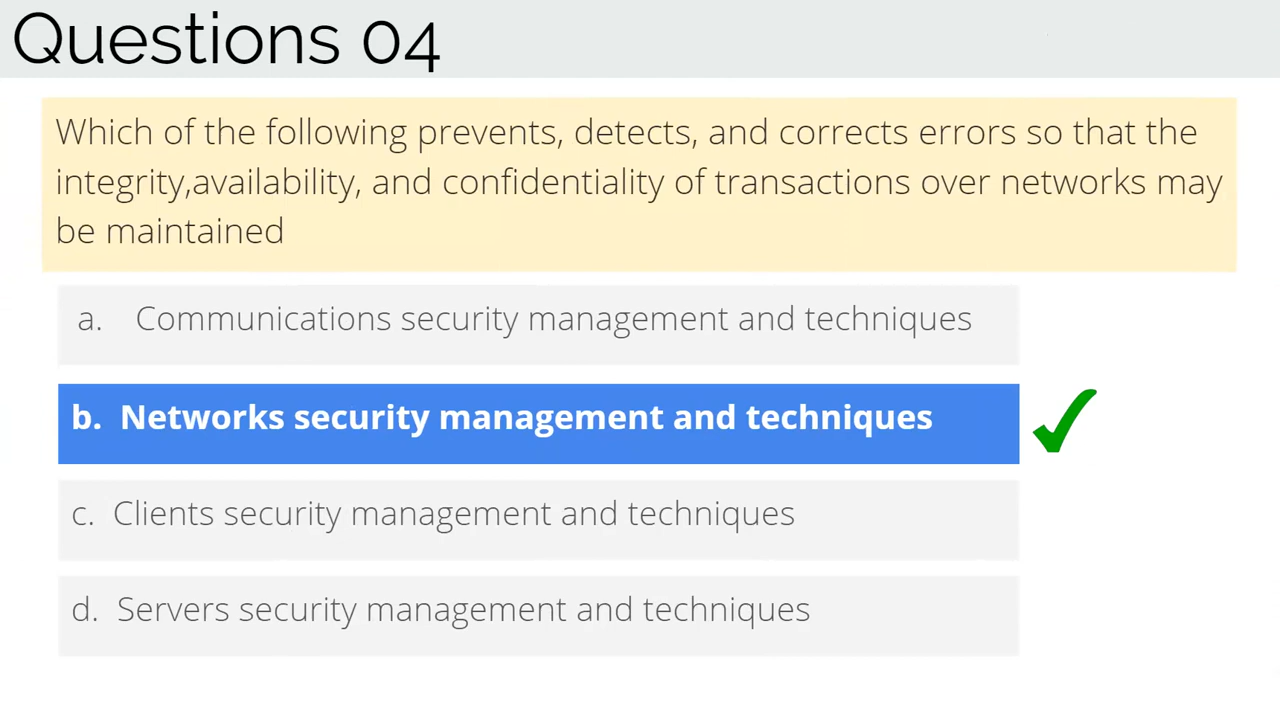 Questions 04
Which of the following prevents, detects, and corrects errors so that the
integrity,availability, and confidentiality of transactions over networks may
be maintained
a. Communications security management and techniques
b. Networks security management and techniques
c. Clients security management and techniques
d. Servers security management and techniques